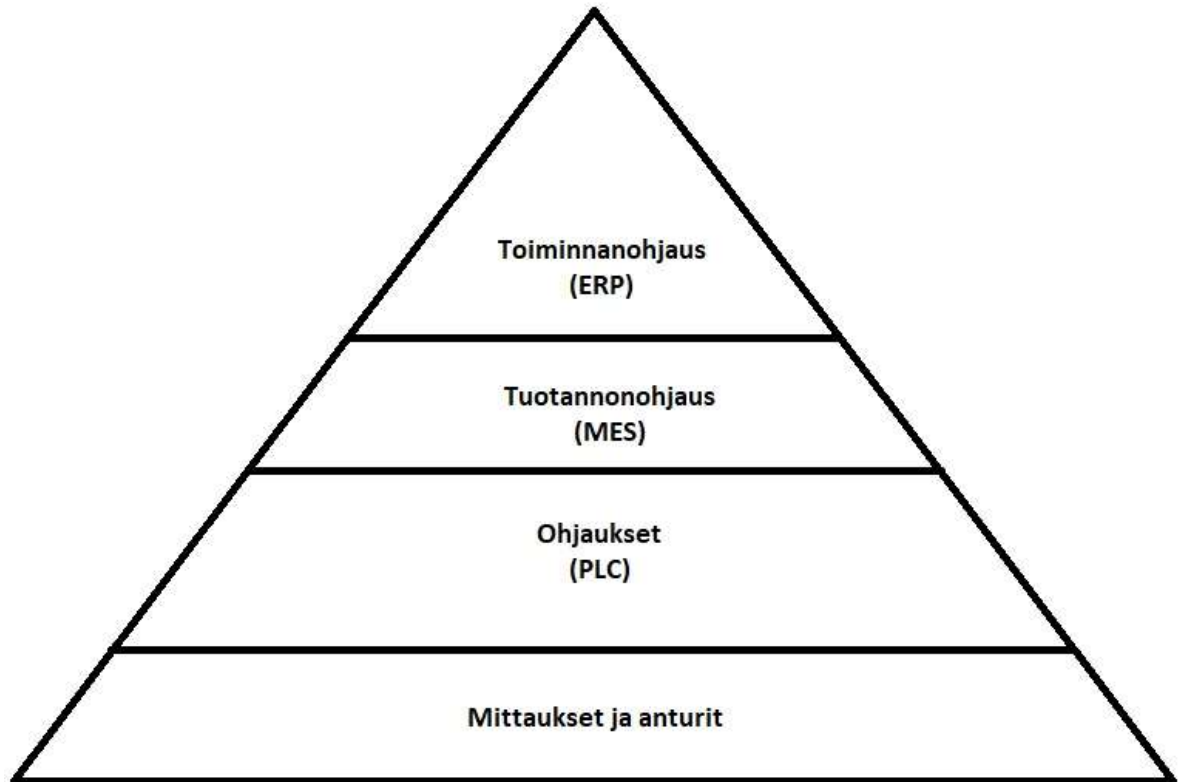 Toiminnanohjaus
(ERP)
Tuotannonohjaus
(MES)
Ohjaukset
(PLC)
Mittaukset ja anturit